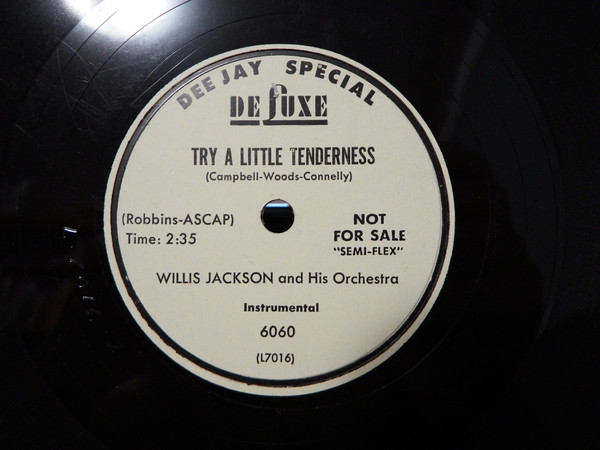 DEE JAY SPECIAL
DE LUXE
TRY A LITTLE TENDERNESS
(Campbell-Woods-Connelly)
(Robbins-ASCAP)
Time: 2:35
NOT
FOR SALE
"SEMI-FLEX"
WILLIS JACKSON and His Orchestra
Instrumental
6060
(L7016)